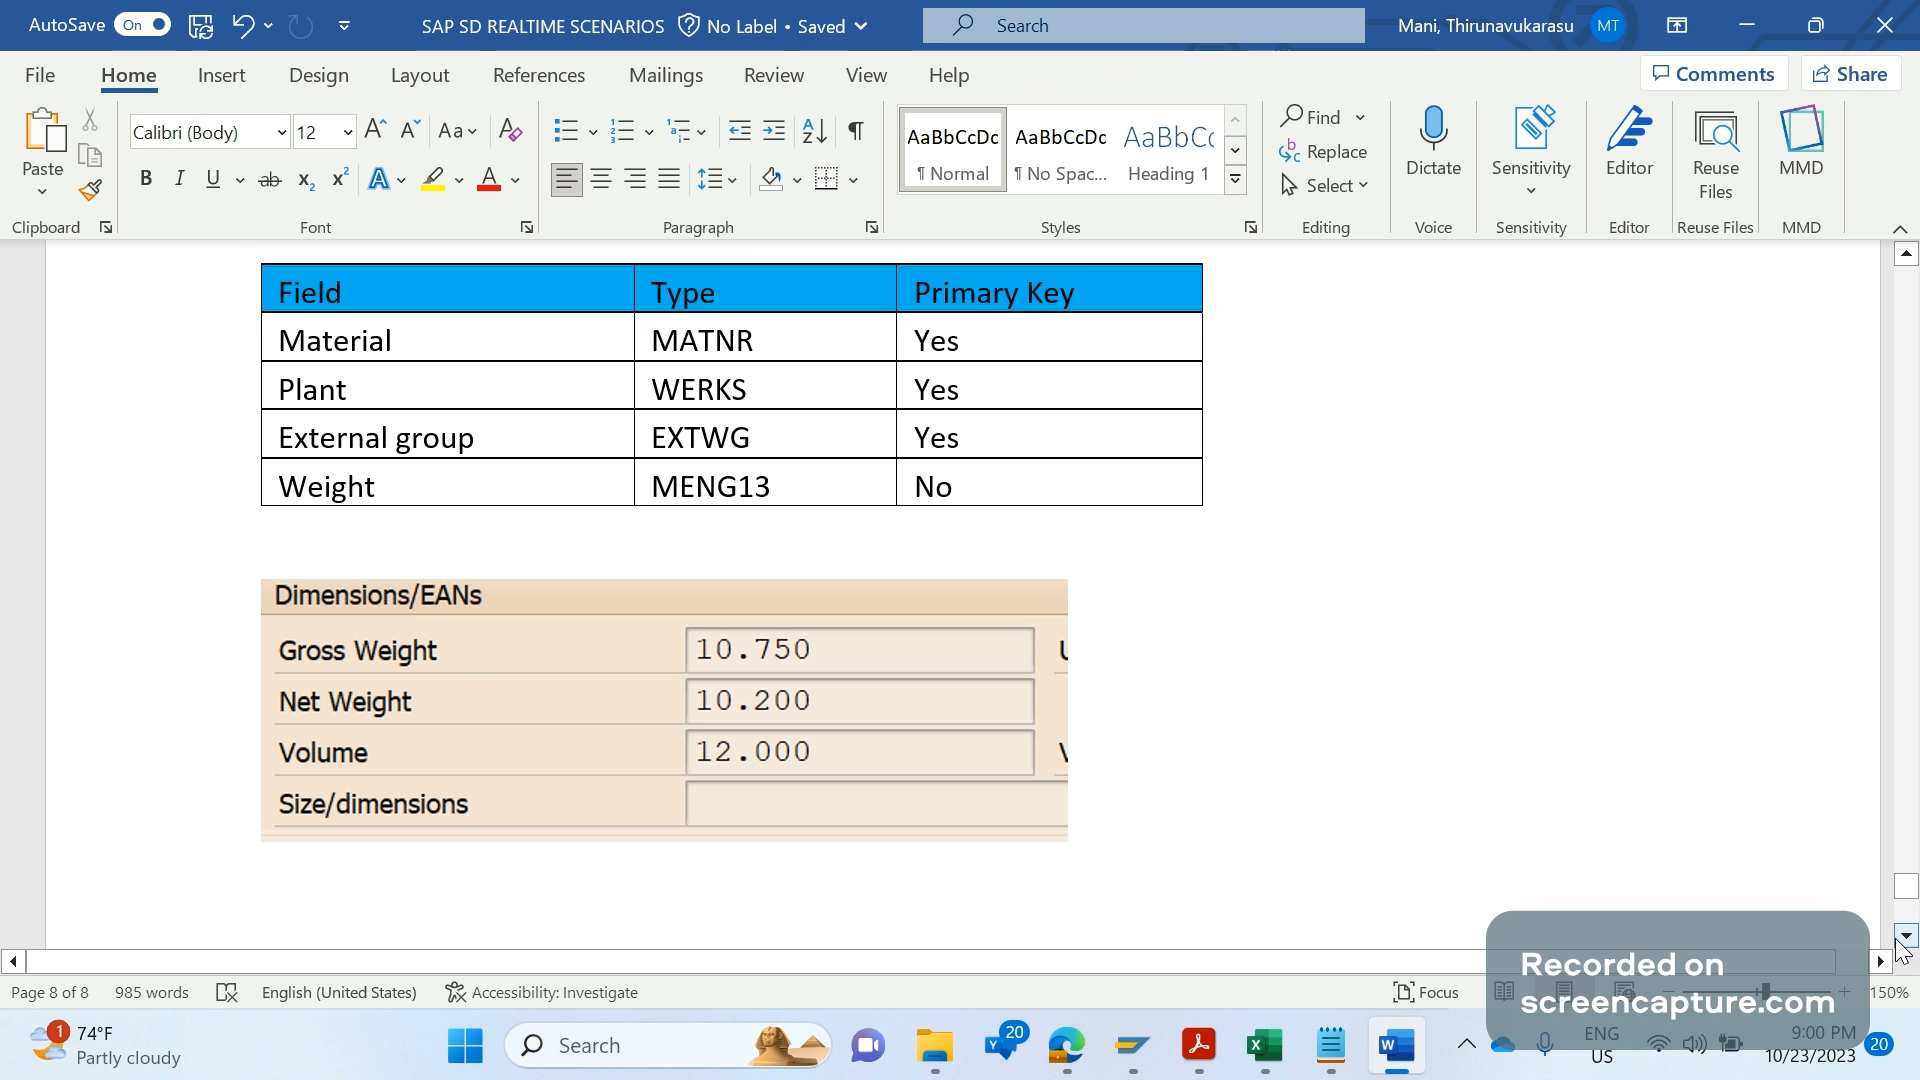 AutoSave On SAP SD REALTIME SCENARIOS No Label • Saved Search Mani, Thirunavukarasu MT
File Home Insert Design Layout References Mailings Review View Help Comments Share
Calibri (Body) 12 Aa AaBbCcDc AaBbCcDc AaBbCc Find
Paste Normal No Spac... Heading 1 Replace Dictate Sensitivity Editor Reuse Files MMD
B I U ab Select
Clipboard Font Paragraph Styles Editing Voice Sensitivity Editor Reuse Files MMD
Field Type Primary Key
Material MATNR Yes
Plant WERKS Yes
External group EXTWG Yes
Weight MENG13 No
Dimensions/EANs
Gross Weight 10.750
Net Weight 10.200
Volume 12.000
Size/dimensions
Recorded on
screencapture.com
Page 8 of 8 985 words English (United States) Accessibility: Investigate Focus 150%
1 74°F
Partly cloudy
Search 20 ENG
US
9:00 PM
10/23/2023 20